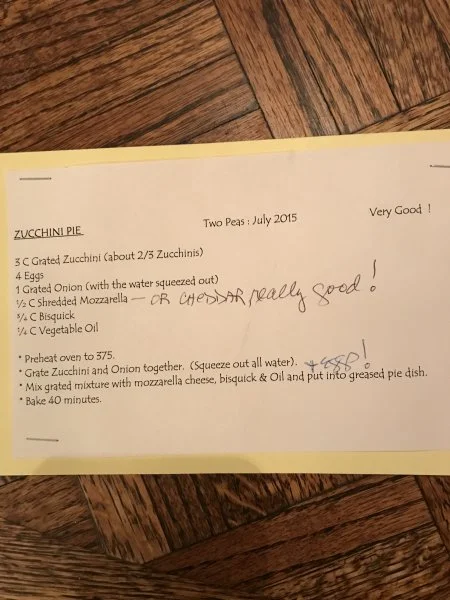 ZUCCHINI PIE Two Peas : July 2015 Very Good !
3 C Grated Zucchini (about 2/3 Zucchinis)
4 Eggs
1 Grated Onion (with the water squeezed out)
½ C Shredded Mozzarella — OR CHEDDAR really good!
¾ C Bisquick
¼ C Vegetable Oil
* Preheat oven to 375.
* Grate Zucchini and Onion together. (Squeeze out all water). + eggs!
* Mix grated mixture with mozzarella cheese, bisquick & Oil and put into greased pie dish.
* Bake 40 minutes.